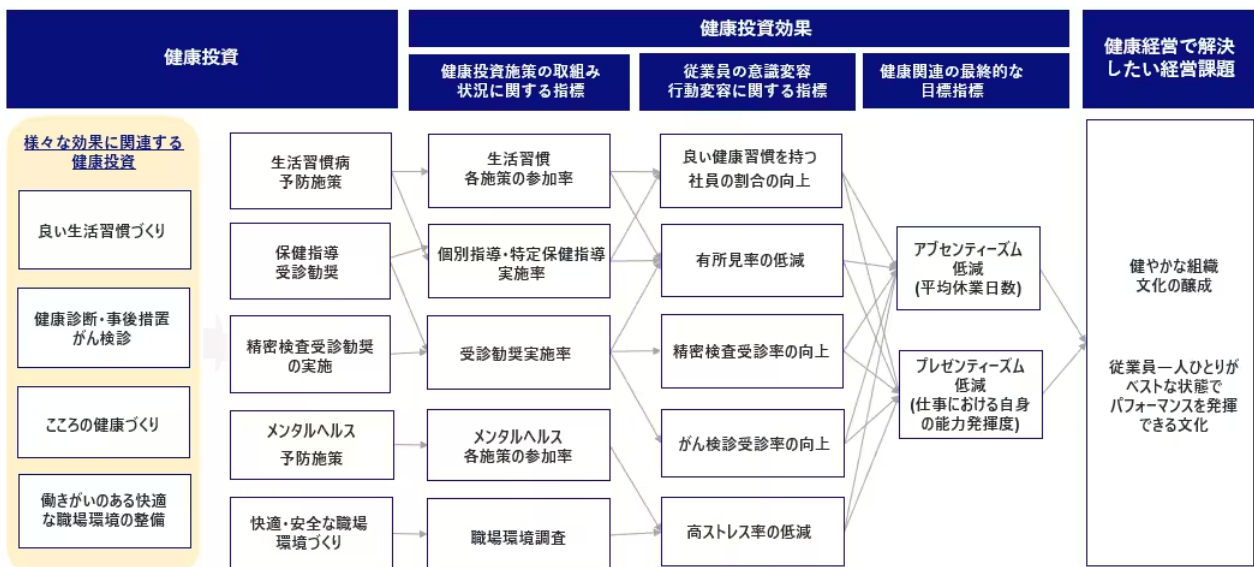 健康投資
健康投資効果
健康経営で解決
したい経営課題
健康投資施策の取組み
状況に関する指標
従業員の意識変容
行動変容に関する指標
健康関連の最終的な
目標指標
様々な効果に関連する
健康投資
良い生活習慣づくり
健康診断・事後措置
がん検診
こころの健康づくり
働きがいのある快適
な職場環境の整備
生活習慣病
予防施策
保健指導
受診勧奨
精密検査受診勧奨
の実施
メンタルヘルス
予防施策
快適・安全な職場
環境づくり
生活習慣
各施策の参加率
個別指導・特定保健指導
実施率
受診勧奨実施率
メンタルヘルス
各施策の参加率
職場環境調査
良い健康習慣を持つ
社員の割合の向上
有所見率の低減
精密検査受診率の向上
がん検診受診率の向上
高ストレス率の低減
アブセンティーズム
低減
(平均休業日数)
プレゼンティーズム
低減
(仕事における自身
の能力発揮度)
健やかな組織
文化の醸成
従業員一人ひとりが
ベストな状態で
パフォーマンスを発揮
できる文化